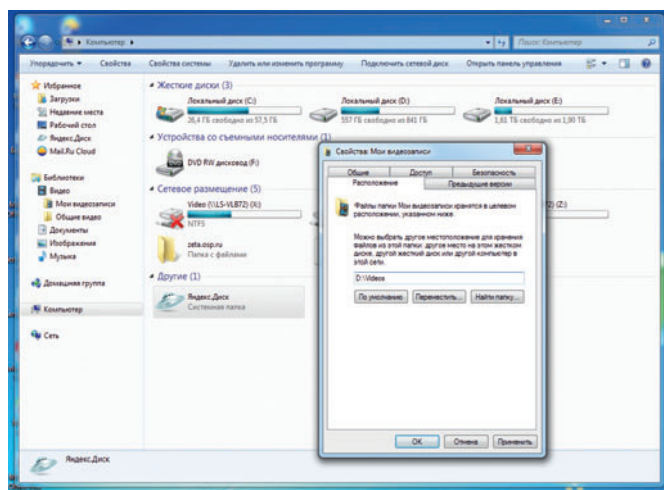 Компьютер
Поиск: Компьютер
Упорядочить
Свойства
Свойства системы
Удалить или изменить программу
Подключить сетевой диск
Открыть панель управления
Избранное
Загрузки
Недавние места
Рабочий стол
Яндекс.Диск
Mail.Ru Cloud
Библиотеки
Видео
Мои видеозаписи
Общие видео
Документы
Изображения
Музыка
Домашняя группа
Компьютер
Сеть
Жесткие диски (3)
Локальный диск (C:)
26,4 ГБ свободно из 57,5 ГБ
Локальный диск (D:)
557 ГБ свободно из 841 ГБ
Локальный диск (E:)
1,61 ТБ свободно из 1,90 ТБ
Устройства со съемными носителями (1)
DVD RW дисковод (F:)
Сетевое размещение (5)
Video (\\LS-VLB72) (X:)
NTFS
72) (Z:)
zeta.osp.ru
Папка с файлами
Другие (1)
Яндекс.Диск
Системная папка
Свойства: Мои видеозаписи
Общие
Доступ
Безопасность
Расположение
Предыдущие версии
Файлы папки Мои видеозаписи хранятся в целевом
расположении, указанном ниже.
Можно выбрать другое местоположение для хранения
файлов из этой папки: другое место на этом жестком
диске, другой жесткий диск или другой компьютер в
этой сети.
D:\Videos
По умолчанию
Переместить...
Найти папку...
OK
Отмена
Применить
Яндекс.Диск